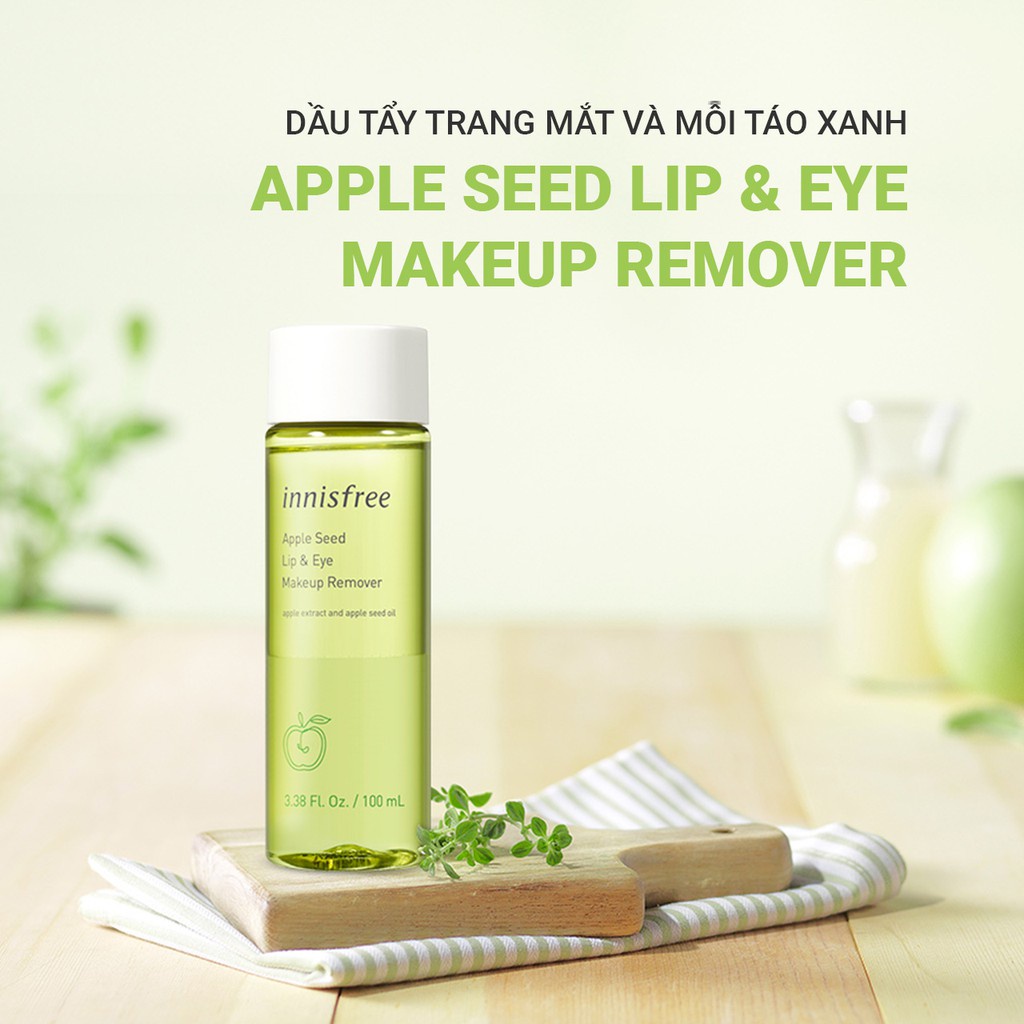 DẦU TẨY TRANG MẮT VÀ MÔI TÁO XANH
APPLE SEED LIP & EYE
MAKEUP REMOVER
innisfree
Apple Seed
Lip & Eye
Makeup Remover
apple extract and apple seed oil
3.38 Fl. Oz. / 100 mL